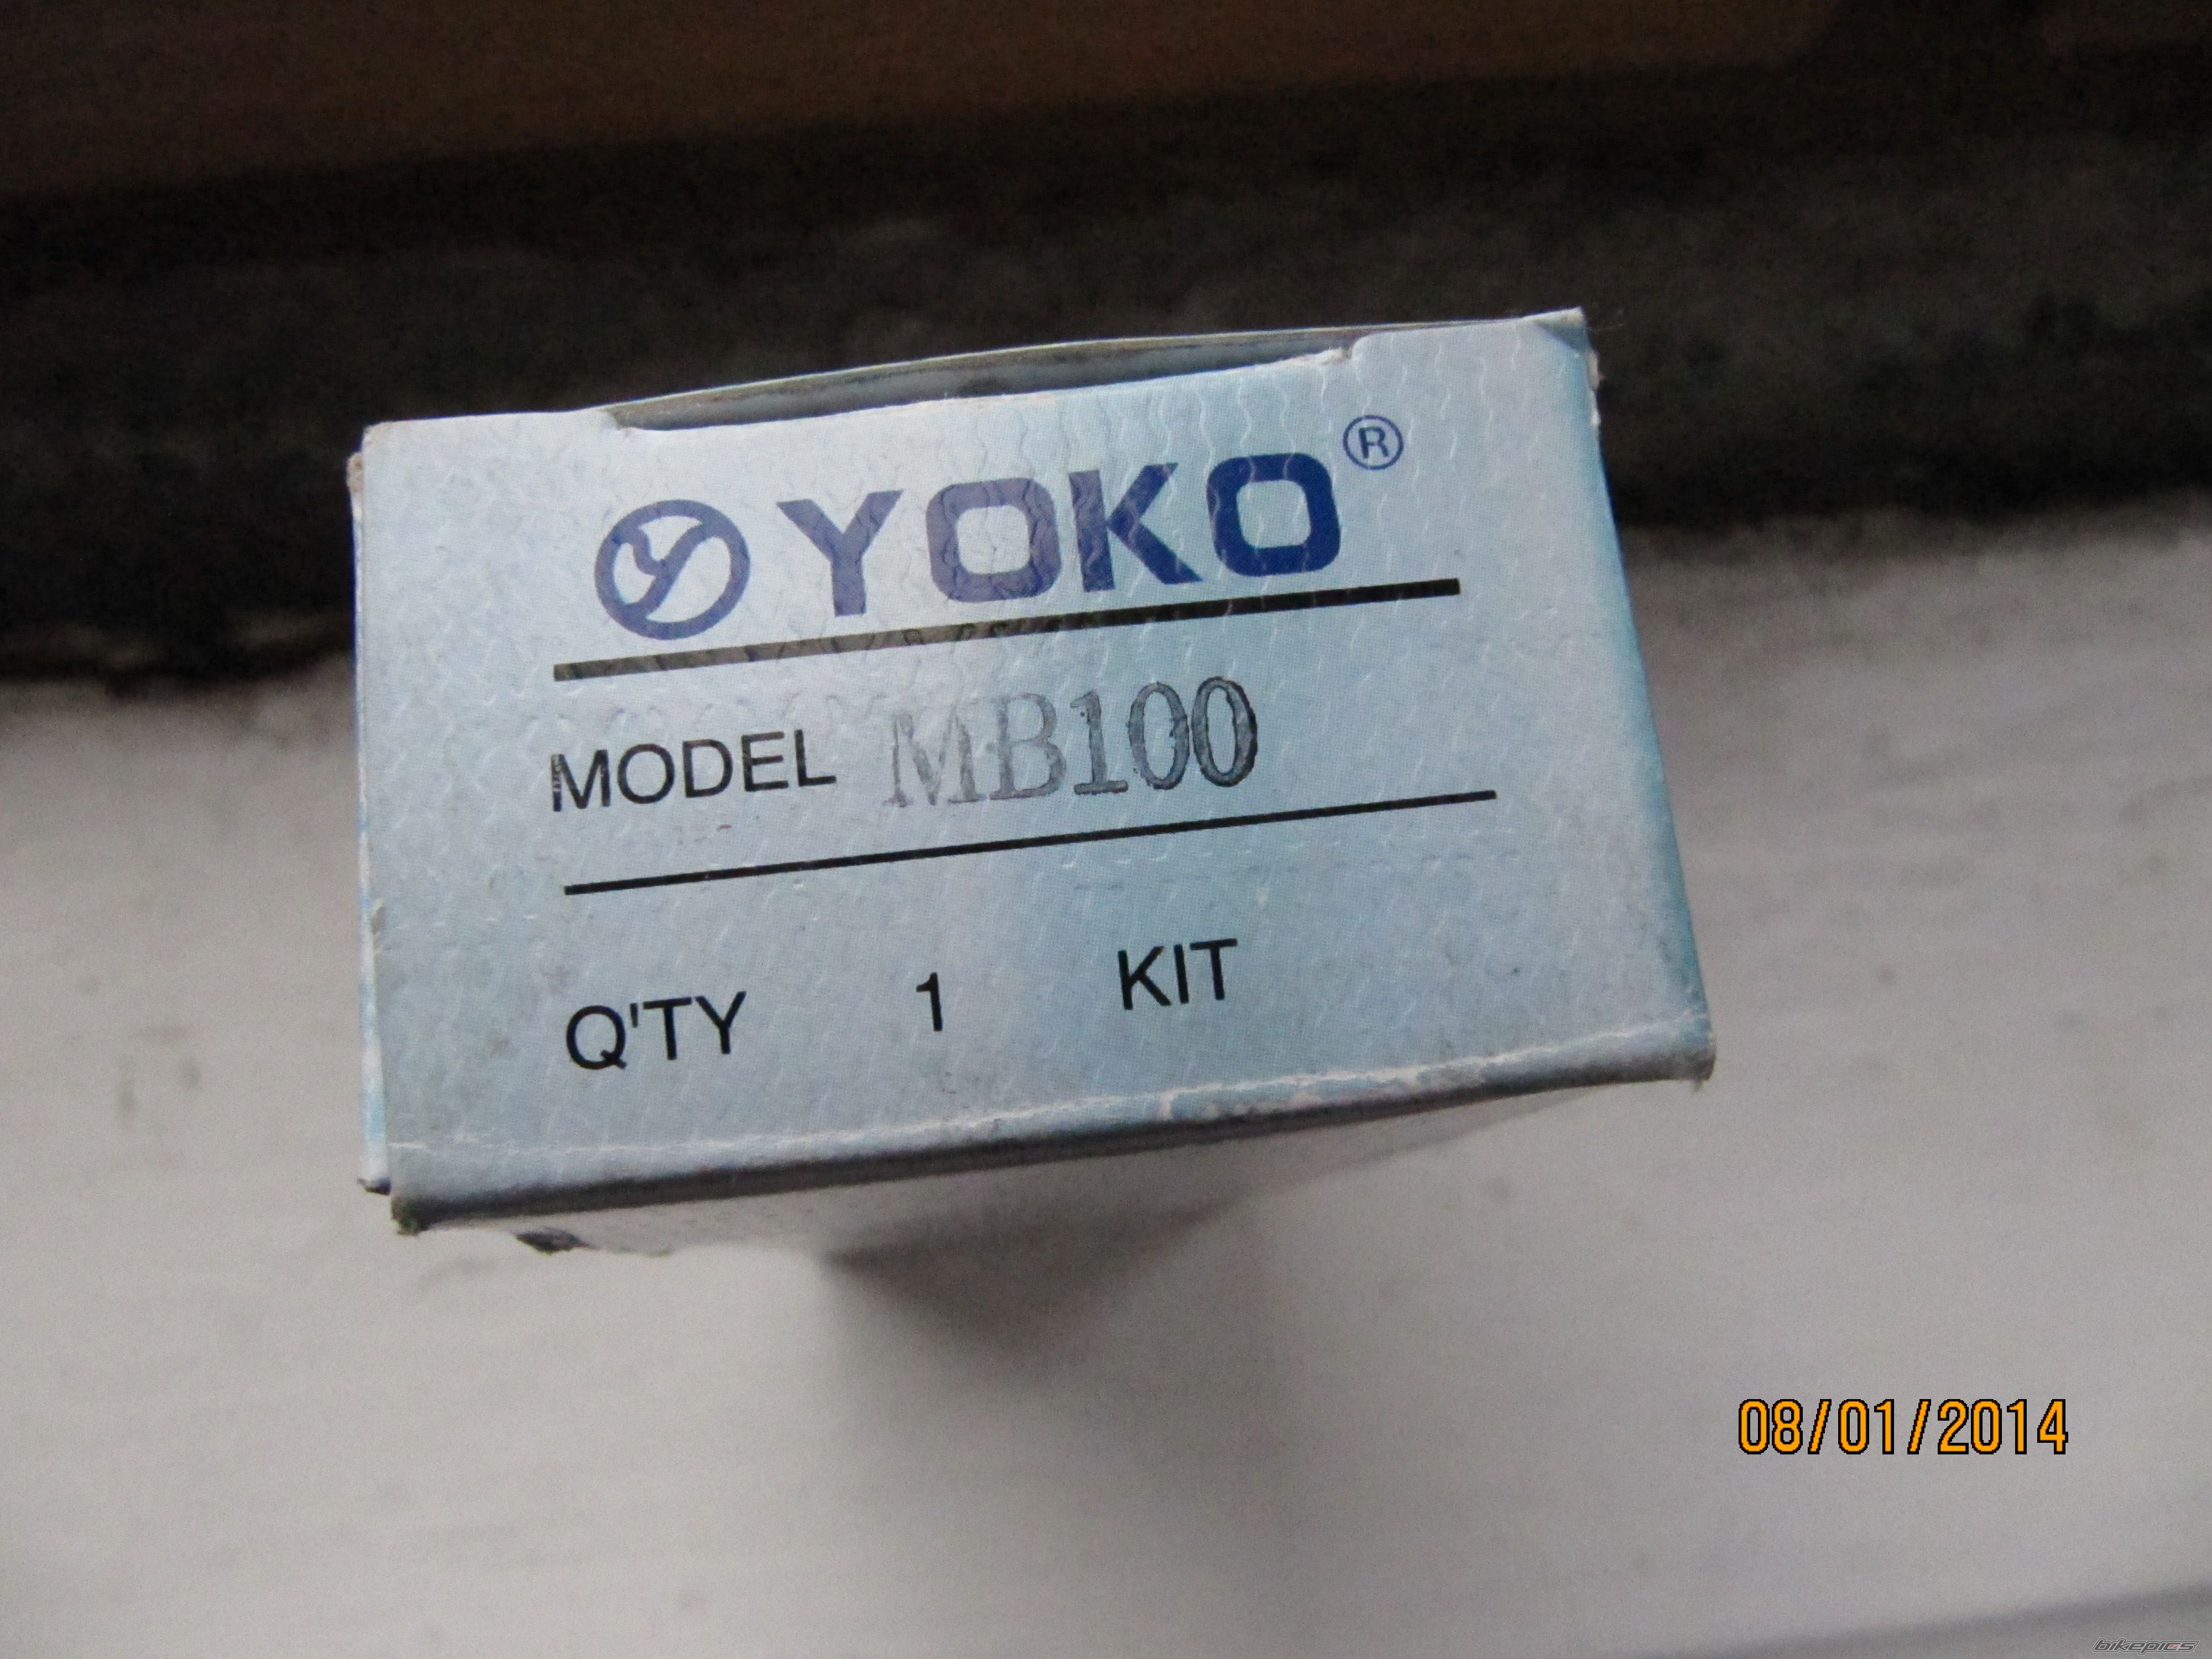 YOKO®
MODEL MB100
Q'TY 1 KIT
08/01/2014
bikepics